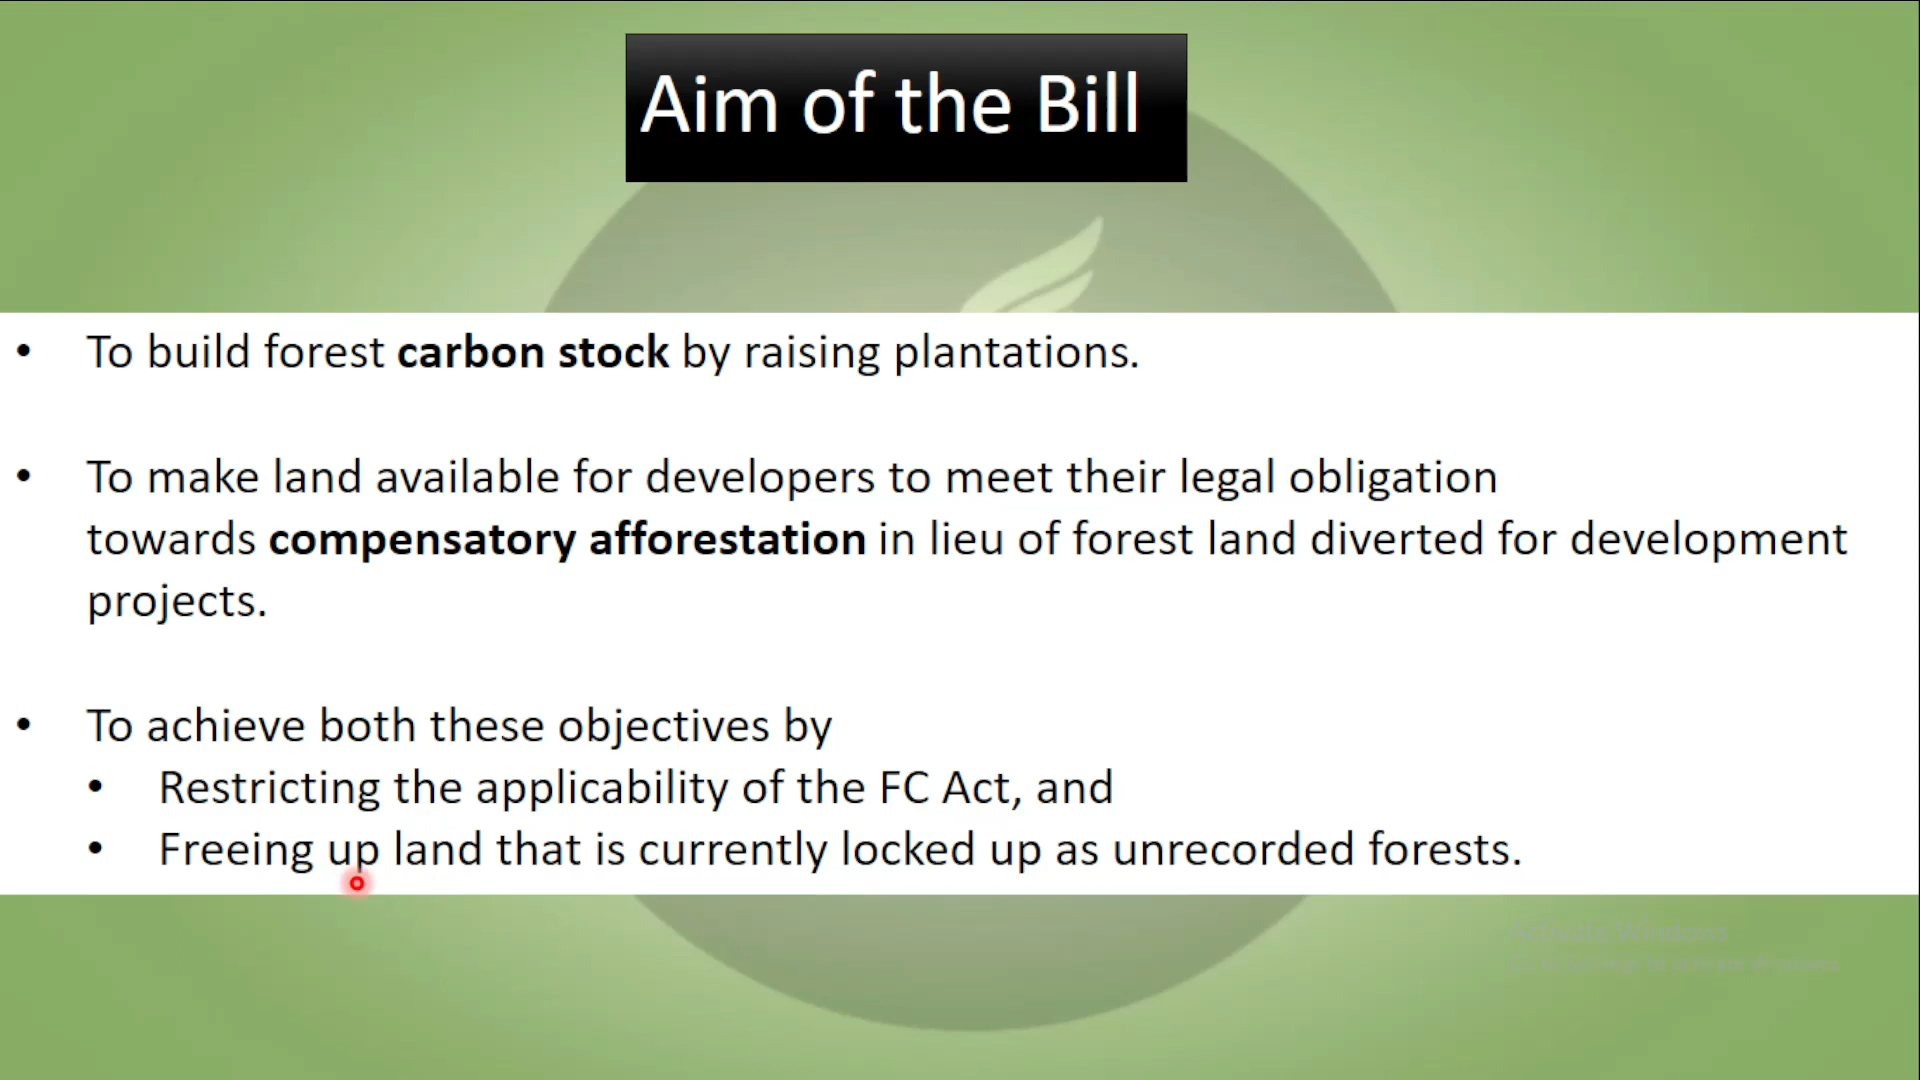 Aim of the Bill
• To build forest carbon stock by raising plantations.
• To make land available for developers to meet their legal obligation
towards compensatory afforestation in lieu of forest land diverted for development
projects.
• To achieve both these objectives by
• Restricting the applicability of the FC Act, and
• Freeing up land that is currently locked up as unrecorded forests.
Activate Windows